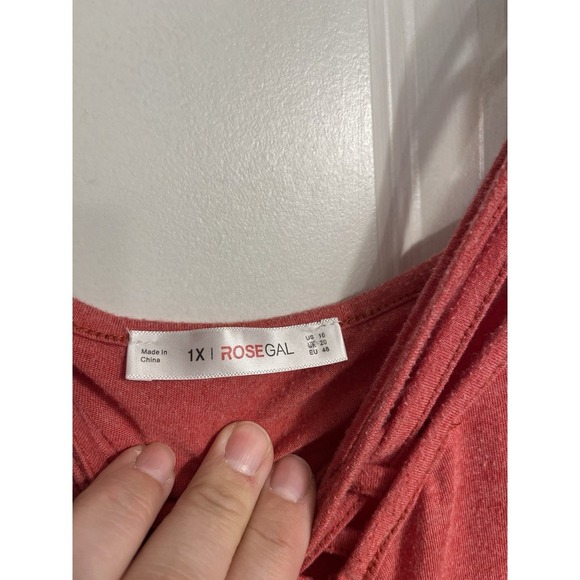 Made In
China
1X | ROSEGAL
US 16
UK 20
EU 48